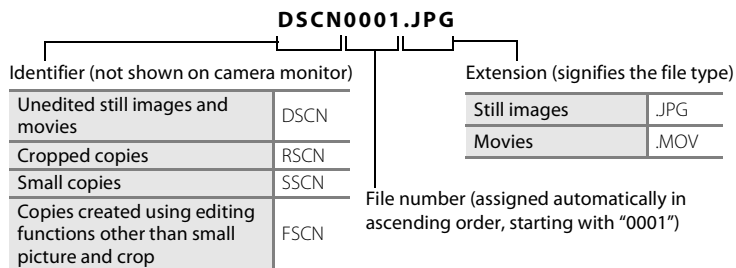 DSCN0001.JPG
Identifier (not shown on camera monitor)
Unedited still images and
movies
DSCN
Cropped copies
RSCN
Small copies
SSCN
Copies created using editing
functions other than small
picture and crop
FSCN
Extension (signifies the file type)
Still images
.JPG
Movies
.MOV
File number (assigned automatically in
ascending order, starting with “0001”)